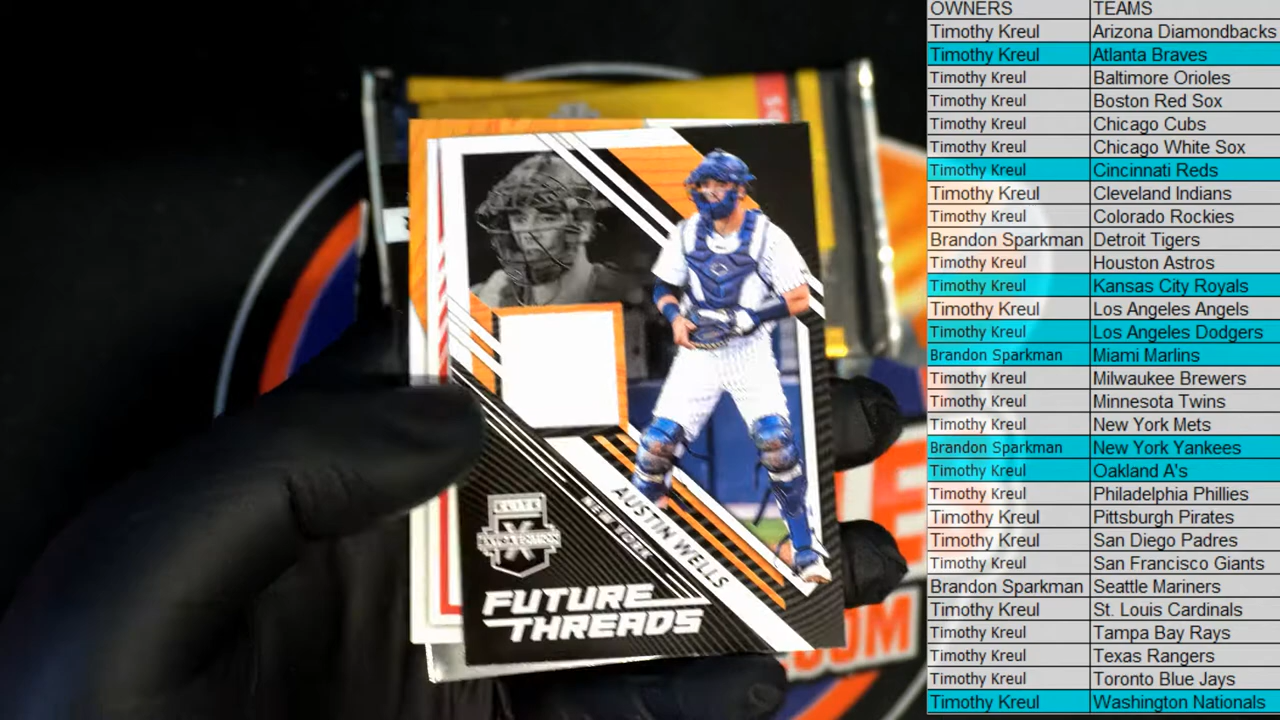 OWNERS TEAMS
Timothy Kreul Arizona Diamondbacks
Timothy Kreul Atlanta Braves
Timothy Kreul Baltimore Orioles
Timothy Kreul Boston Red Sox
Timothy Kreul Chicago Cubs
Timothy Kreul Chicago White Sox
Timothy Kreul Cincinnati Reds
Timothy Kreul Cleveland Indians
Timothy Kreul Colorado Rockies
Brandon Sparkman Detroit Tigers
Timothy Kreul Houston Astros
Timothy Kreul Kansas City Royals
Timothy Kreul Los Angeles Angels
Timothy Kreul Los Angeles Dodgers
Brandon Sparkman Miami Marlins
Timothy Kreul Milwaukee Brewers
Timothy Kreul Minnesota Twins
Timothy Kreul New York Mets
Brandon Sparkman New York Yankees
Timothy Kreul Oakland A's
Timothy Kreul Philadelphia Phillies
Timothy Kreul Pittsburgh Pirates
Timothy Kreul San Diego Padres
Timothy Kreul San Francisco Giants
Brandon Sparkman Seattle Mariners
Timothy Kreul St. Louis Cardinals
Timothy Kreul Tampa Bay Rays
Timothy Kreul Texas Rangers
Timothy Kreul Toronto Blue Jays
Timothy Kreul Washington Nationals
AUSTIN WELLS
NEW YORK
ELITE
X
EXTRA EDITION
FUTURE
THREADS
.COM